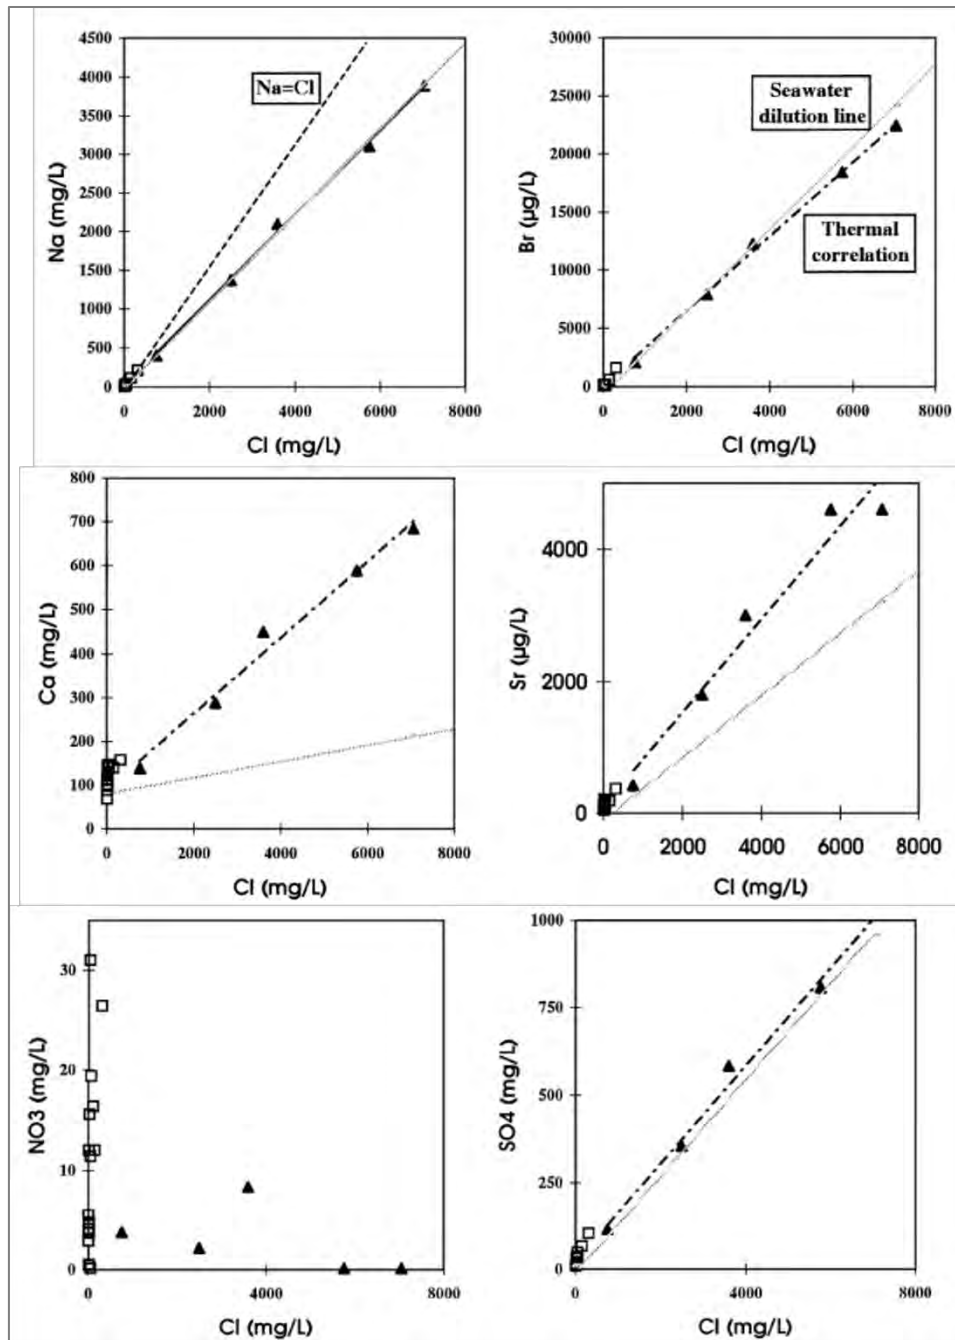 4500
4000
3500
3000
2500
2000
1500
1000
500
0
Na (mg/L)
Na=Cl
0 2000 4000 6000 8000
Cl (mg/L)
30000
25000
20000
15000
10000
5000
0
Br (µg/L)
Seawater
dilution line
Thermal
correlation
0 2000 4000 6000 8000
Cl (mg/L)
800
700
600
500
400
300
200
100
0
Ca (mg/L)
0 2000 4000 6000 8000
Cl (mg/L)
4000
2000
0
Sr (µg/L)
0 2000 4000 6000 8000
Cl (mg/L)
30
20
10
0
NO3 (mg/L)
0 4000 8000
Cl (mg/L)
1000
750
500
250
0
SO4 (mg/L)
0 2000 4000 6000 8000
Cl (mg/L)